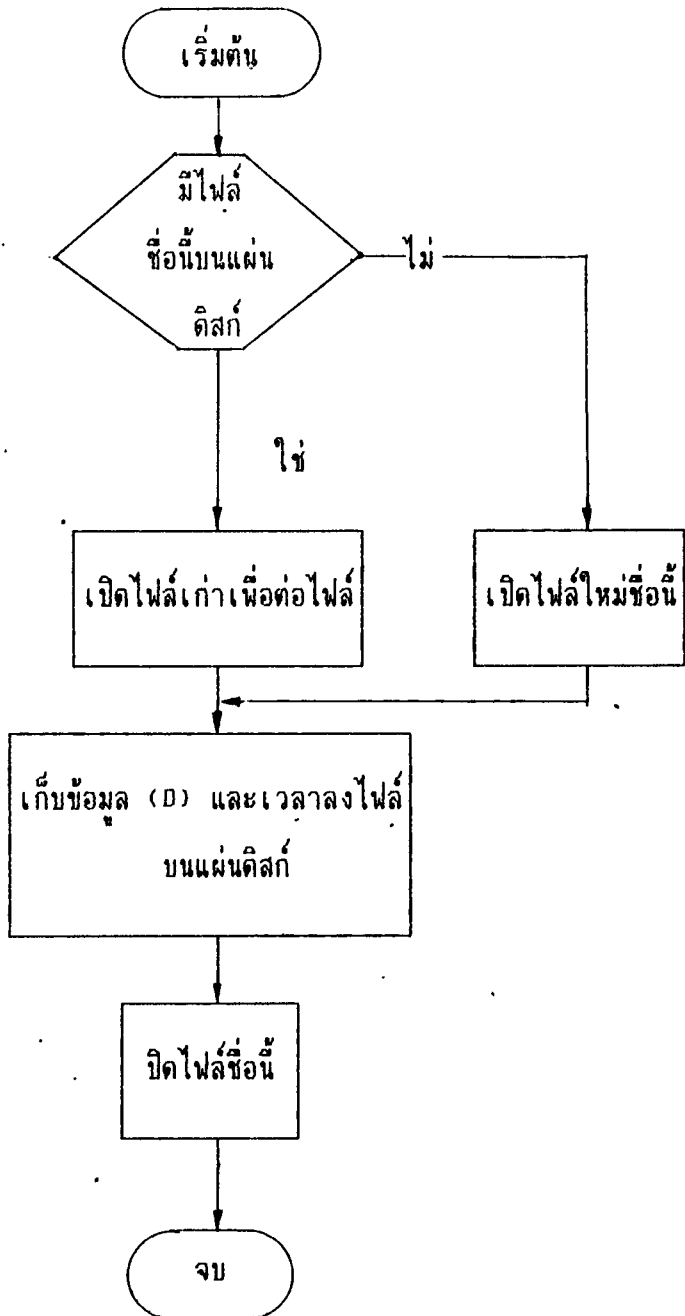 เริ่มต้น
มีไฟล์
ชื่อนี้บนแผ่น
ดิสก์
ไม่
ใช่
เปิดไฟล์เก่าเพื่อต่อไฟล์
เปิดไฟล์ใหม่ชื่อนี้
เก็บข้อมูล (D) และเวลาลงไฟล์
บนแผ่นดิสก์
ปิดไฟล์ชื่อนี้
จบ